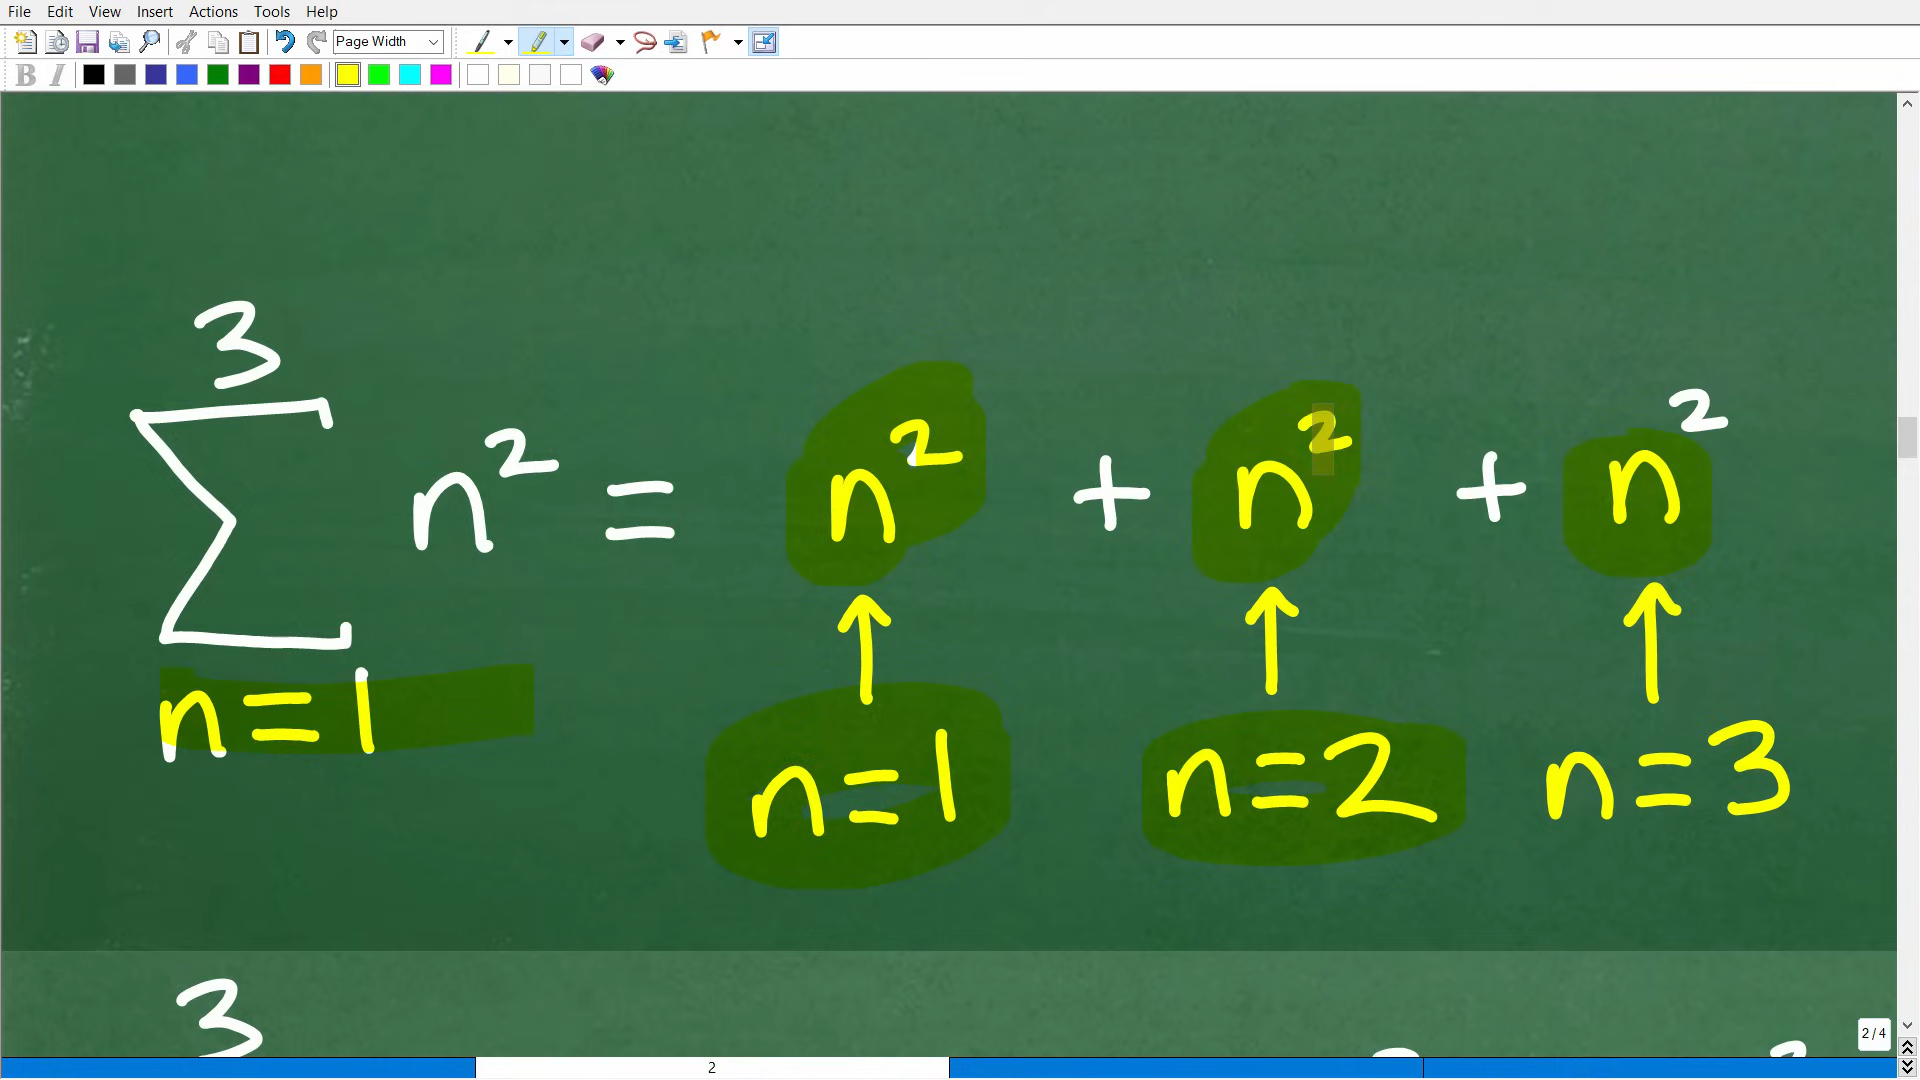 File Edit View Insert Actions Tools Help
Page Width
B I
3
∑ n² = n² + n² + n²
n=1
n=1 n=2 n=3
3
2/4
2